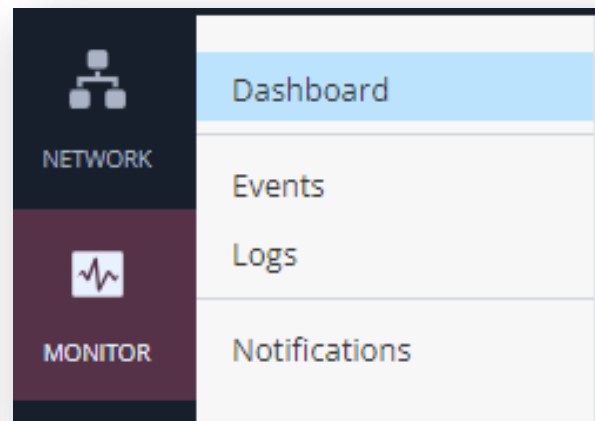 NETWORK
MONITOR
Dashboard
Events
Logs
Notifications